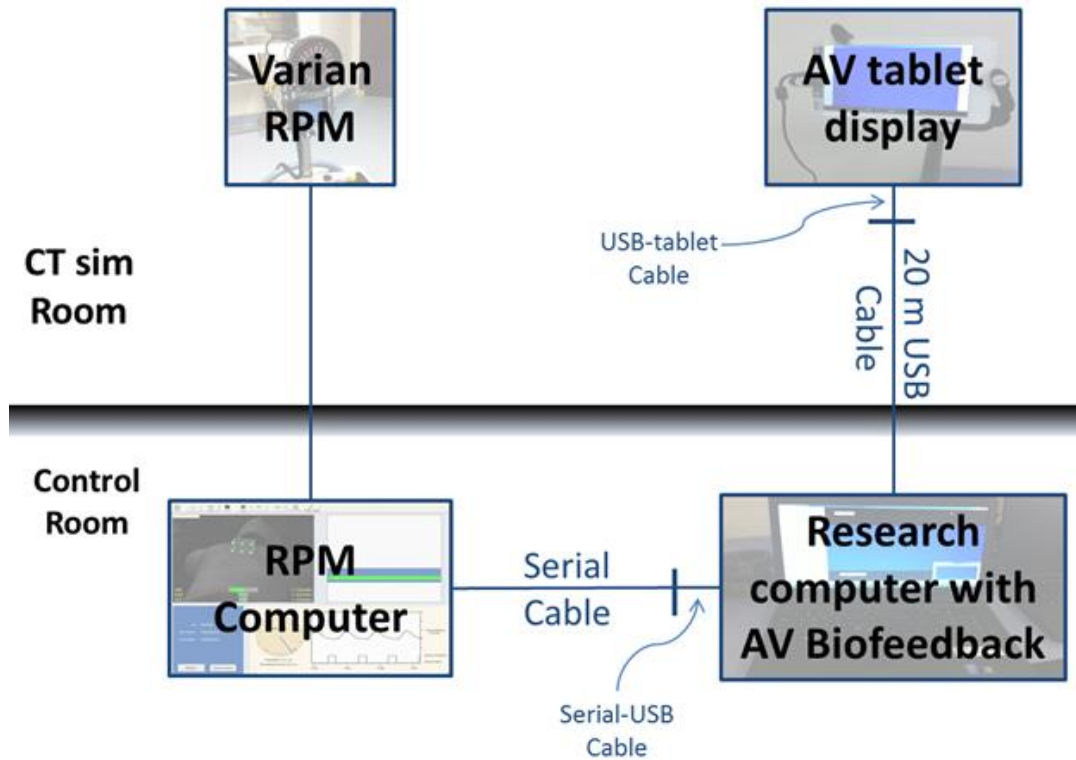 Varian
RPM
AV tablet
display
USB-tablet
Cable
CT sim
Room
20 m USB
Cable
Control
Room
RPM
Computer
Serial
Cable
Research
computer with
AV Biofeedback
Serial-USB
Cable